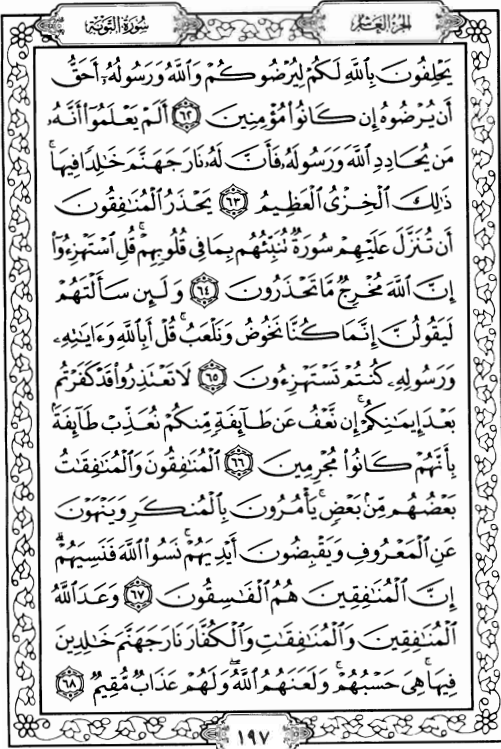 الجزء العاشر
سورة التوبة
يَحْلِفُونَ بِٱللَّهِ لَكُمْ لِيُرْضُوكُمْ وَٱللَّهُ وَرَسُولُهُۥٓ أَحَقُّ
أَن يُرْضُوهُ إِن كَانُوا۟ مُؤْمِنِينَ ٦٢ أَلَمْ يَعْلَمُوٓا۟ أَنَّهُۥ
مَن يُحَادِدِ ٱللَّهَ وَرَسُولَهُۥ فَأَنَّ لَهُۥ نَارَ جَهَنَّمَ خَٰلِدًا فِيهَا ۚ
ذَٰلِكَ ٱلْخِزْىُ ٱلْعَظِيمُ ٦٣ يَحْذَرُ ٱلْمُنَٰفِقُونَ
أَن تُنَزَّلَ عَلَيْهِمْ سُورَةٌ تُنَبِّئُهُم بِمَا فِى قُلُوبِهِمْ ۚ قُلِ ٱسْتَهْزِءُوٓا۟
إِنَّ ٱللَّهَ مُخْرِجٌ مَّا تَحْذَرُونَ ٦٤ وَلَئِن سَأَلْتَهُمْ
لَيَقُولُنَّ إِنَّمَا كُنَّا نَخُوضُ وَنَلْعَبُ ۚ قُلْ أَبِٱللَّهِ وَءَايَٰتِهِۦ
وَرَسُولِهِۦ كُنتُمْ تَسْتَهْزِءُونَ ٦٥ لَا تَعْتَذِرُوا۟ قَدْ كَفَرْتُم
بَعْدَ إِيمَٰنِكُمْ ۚ إِن نَّعْفُ عَن طَآئِفَةٍ مِّنكُمْ نُعَذِّبْ طَآئِفَةًۢ
بِأَنَّهُمْ كَانُوا۟ مُجْرِمِينَ ٦٦ ٱلْمُنَٰفِقُونَ وَٱلْمُنَٰفِقَٰتُ
بَعْضُهُم مِّنۢ بَعْضٍ ۚ يَأْمُرُونَ بِٱلْمُنكَرِ وَيَنْهَوْنَ
عَنِ ٱلْمَعْرُوفِ وَيَقْبِضُونَ أَيْدِيَهُمْ ۚ نَسُوا۟ ٱللَّهَ فَنَسِيَهُمْ ۗ
إِنَّ ٱلْمُنَٰفِقِينَ هُمُ ٱلْفَٰسِقُونَ ٦٧ وَعَدَ ٱللَّهُ
ٱلْمُنَٰفِقِينَ وَٱلْمُنَٰفِقَٰتِ وَٱلْكُفَّارَ نَارَ جَهَنَّمَ خَٰلِدِينَ
فِيهَا ۚ هِىَ حَسْبُهُمْ ۚ وَلَعَنَهُمُ ٱللَّهُ ۖ وَلَهُمْ عَذَابٌ مُّقِيمٌ ٦٨
١٩٧